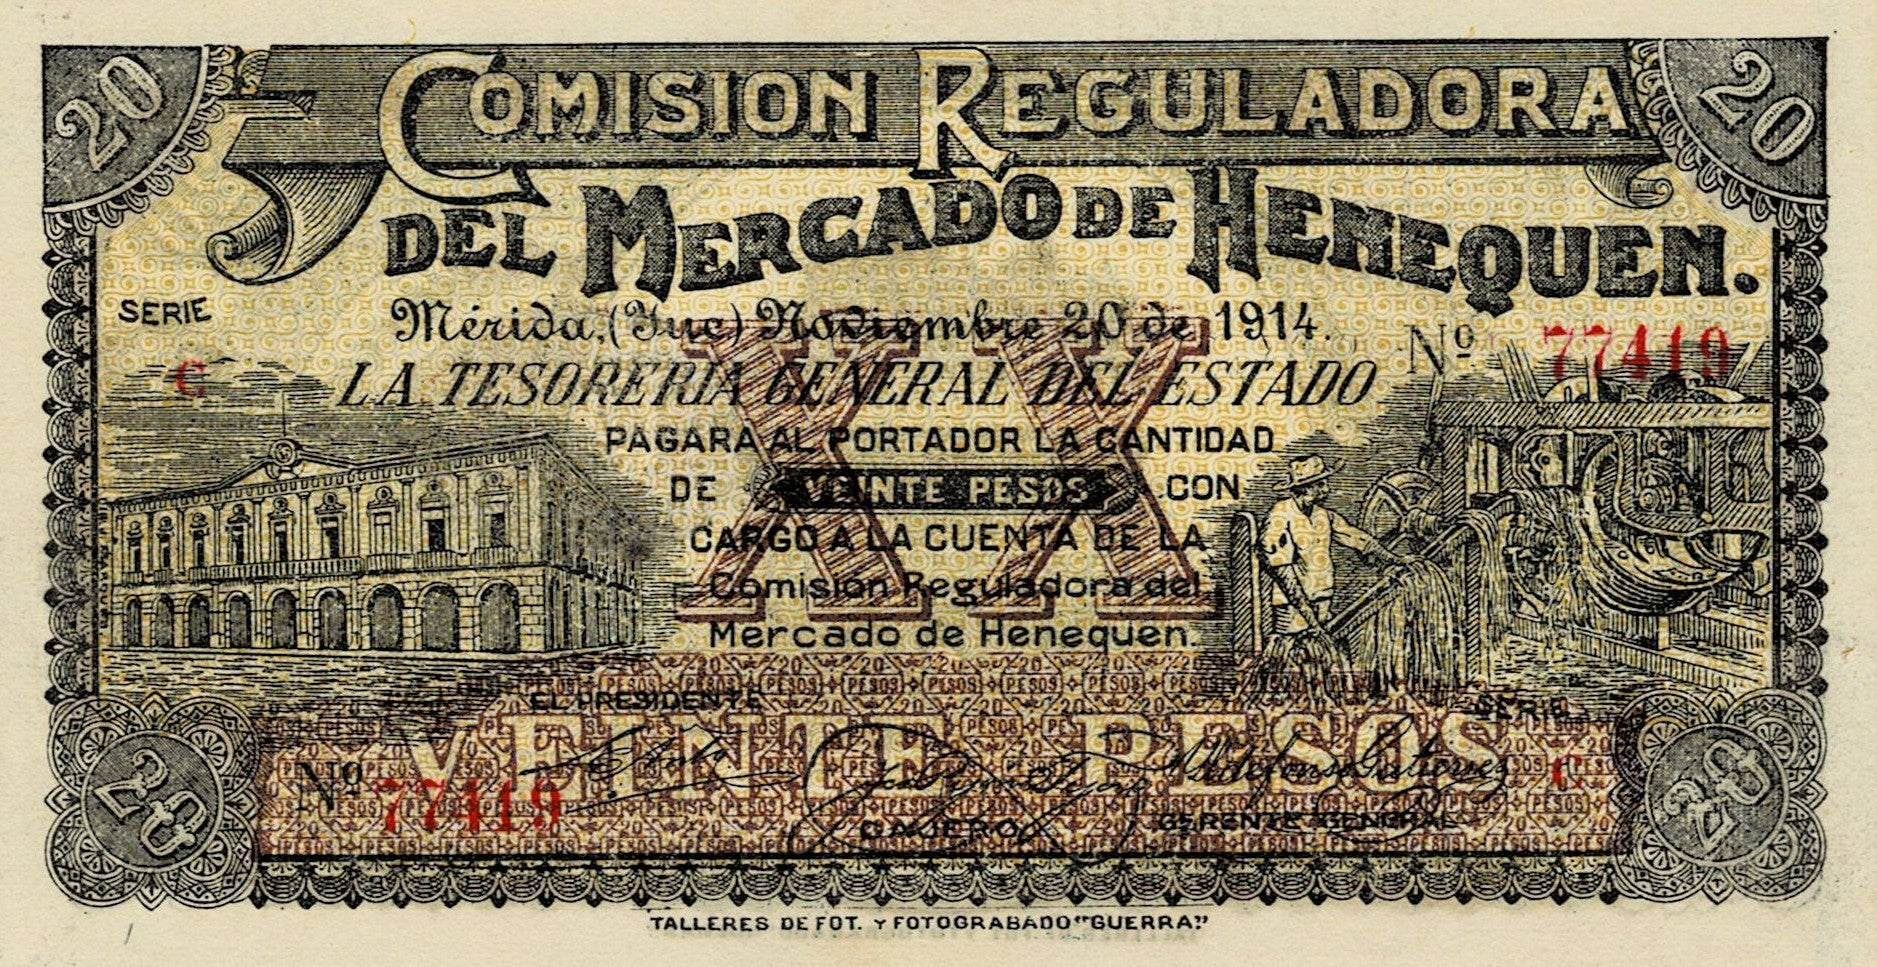 20 20
COMISION REGULADORA
DEL MERCADO DE HENEQUEN.
SERIE
C
Mérida, (Yuc) Noviembre 20 de 1914.
Nº 77419
LA TESORERIA GENERAL DEL ESTADO
PAGARA AL PORTADOR LA CANTIDAD
DE VEINTE PESOS CON
CARGO A LA CUENTA DE LA
Comision Reguladora del
Mercado de Henequen.
XX
EL PRESIDENTE
SERIE
C
VEINTE PESOS
Nº 77419
Ildefonso Gutierrez
CAJERO
GERENTE GENERAL
20 20
TALLERES DE FOT. Y FOTOGRABADO "GUERRA"